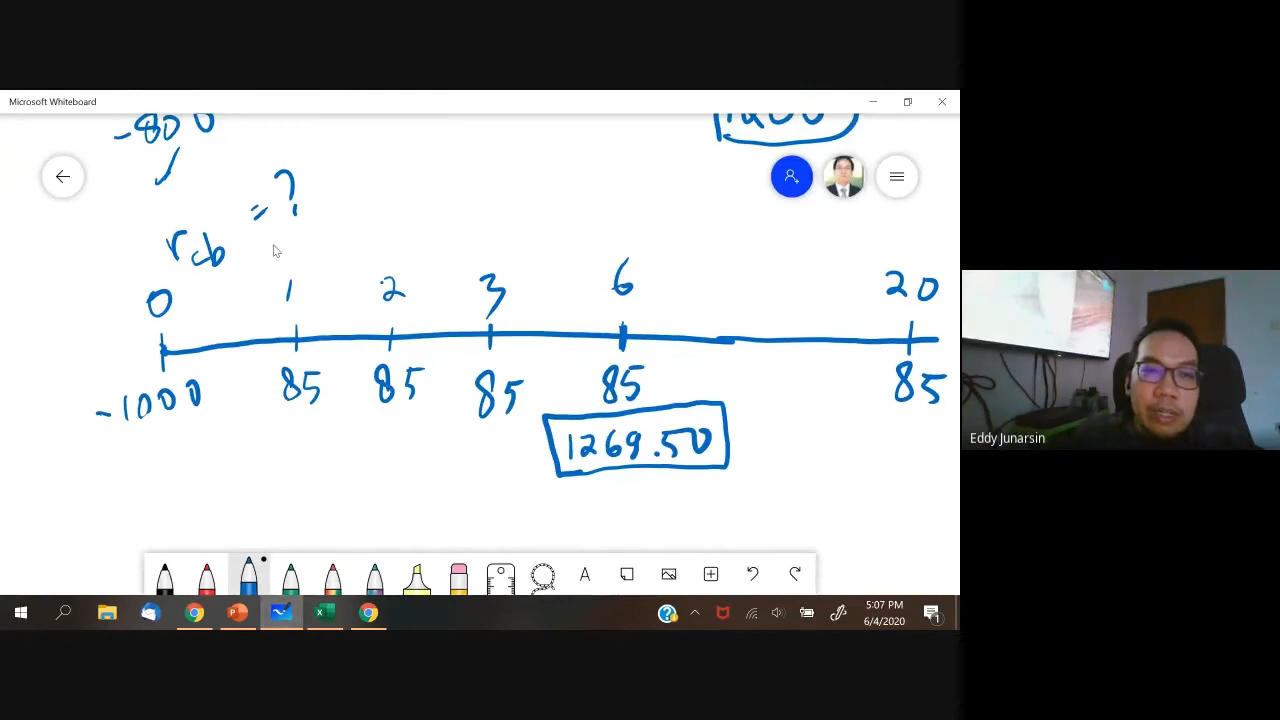 Microsoft Whiteboard
-800
1200
= ?
rcb
0 1 2 3 6 20
-1000 85 85 85 85 85
1269.50
Eddy Junarsin
A
5:07 PM
6/4/2020
1